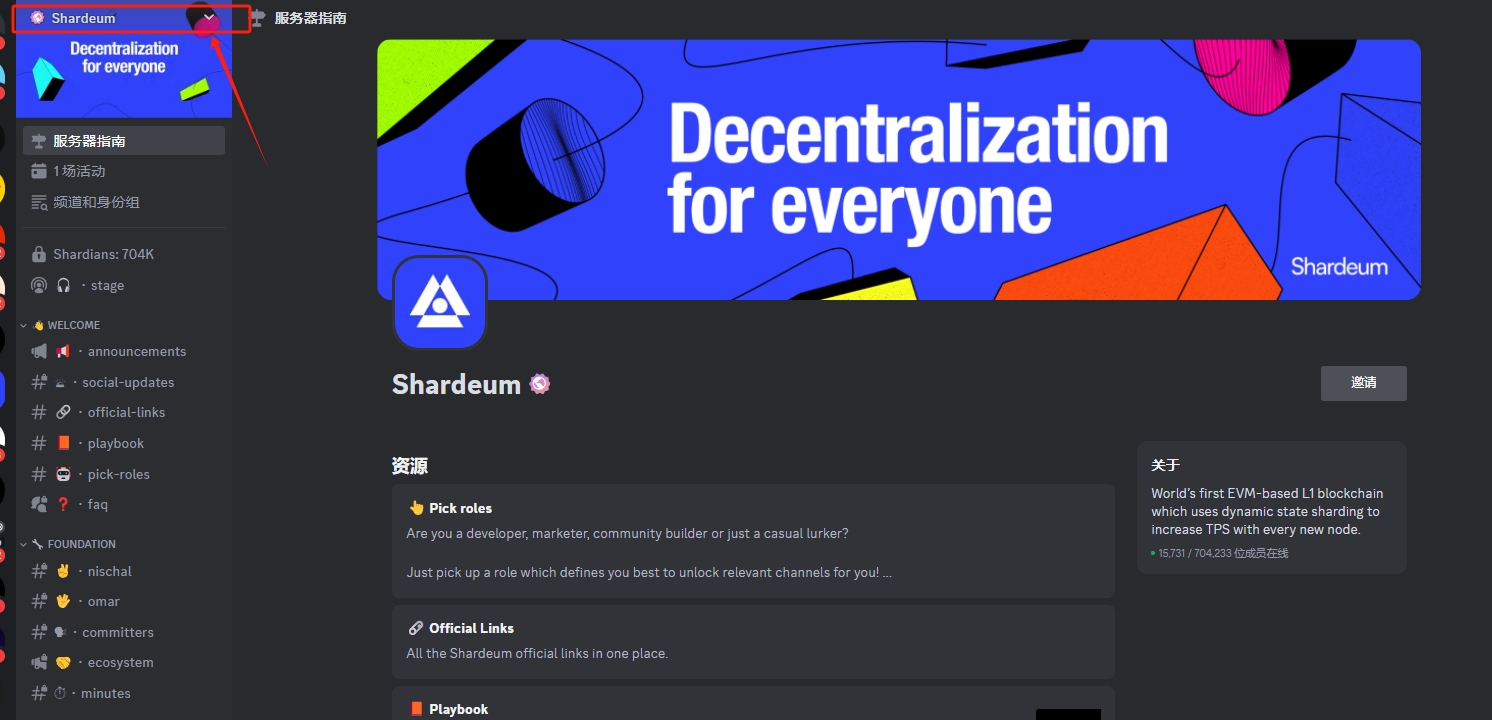 Shardeum
Decentralization
for everyone
服务器指南
1 场活动
频道和身份组
Shardians: 704K
· stage
WELCOME
· announcements
· social-updates
· official-links
· playbook
· pick-roles
· faq
FOUNDATION
· nischal
· omar
· committers
· ecosystem
· minutes
服务器指南
Decentralization
for everyone
Shardeum
Shardeum
邀请
资源
Pick roles
Are you a developer, marketer, community builder or just a casual lurker?
Just pick up a role which defines you best to unlock relevant channels for you! ...
Official Links
All the Shardeum official links in one place.
Playbook
关于
World’s first EVM-based L1 blockchain
which uses dynamic state sharding to
increase TPS with every new node.
15,731 / 704,233 位成员在线